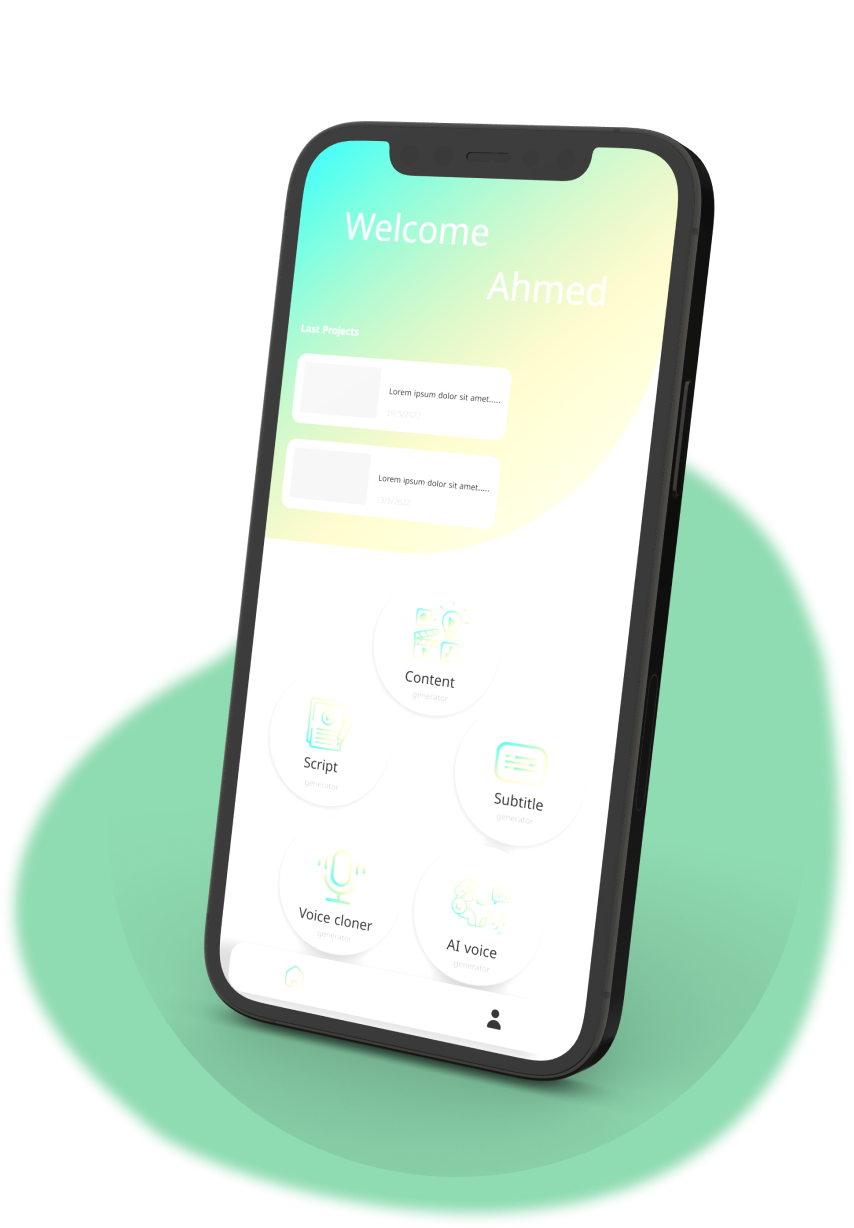 Welcome
Ahmed
Last Projects
Lorem ipsum dolor sit amet.....
19/5/2022
Lorem ipsum dolor sit amet.....
19/5/2022
Content
generator
Script
generator
Subtitle
generator
Voice cloner
generator
AI voice
generator